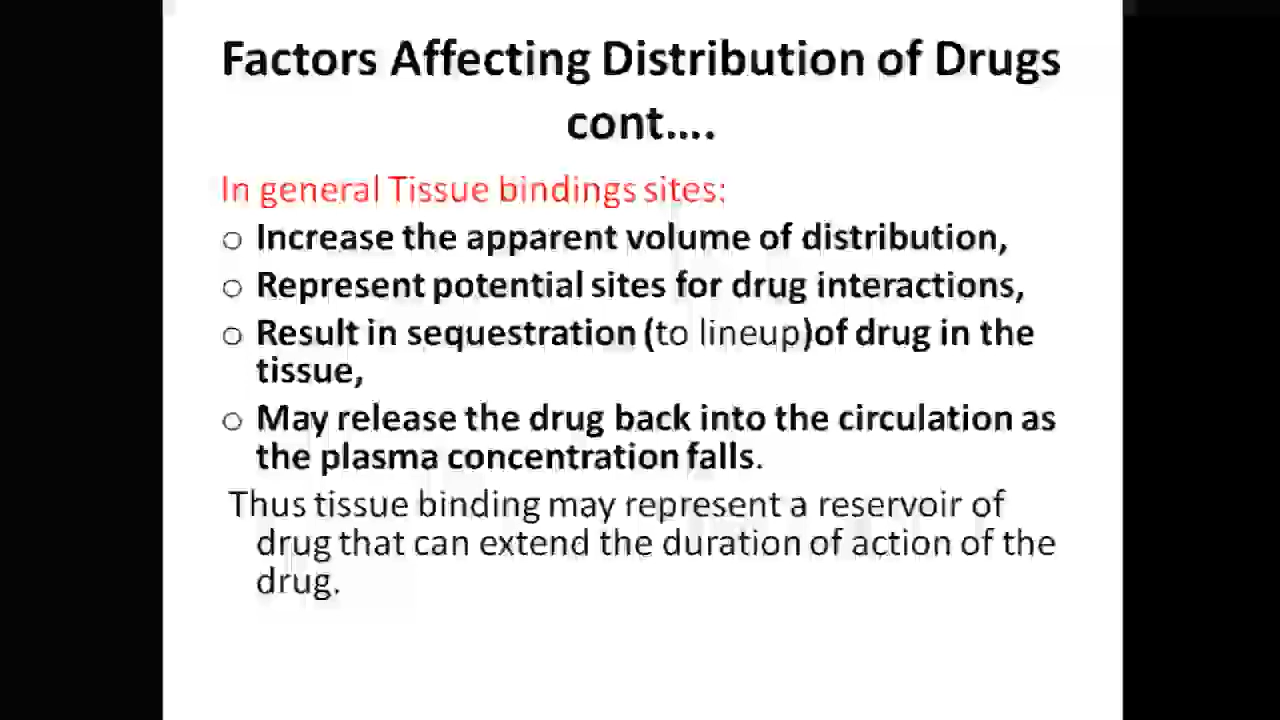 Factors Affecting Distribution of Drugs
cont....
In general Tissue bindings sites:
o Increase the apparent volume of distribution,
o Represent potential sites for drug interactions,
o Result in sequestration (to lineup)of drug in the
tissue,
o May release the drug back into the circulation as
the plasma concentration falls.
Thus tissue binding may represent a reservoir of
drug that can extend the duration of action of the
drug.